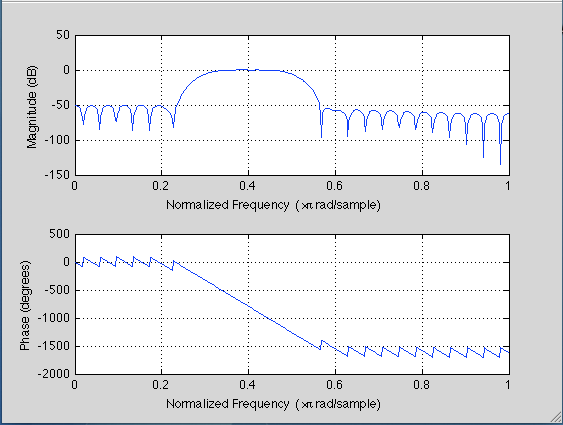 50
0
-50
-100
-150
Magnitude (dB)
0 0.2 0.4 0.6 0.8 1
Normalized Frequency (×π rad/sample)
500
0
-500
-1000
-1500
-2000
Phase (degrees)
0 0.2 0.4 0.6 0.8 1
Normalized Frequency (×π rad/sample)